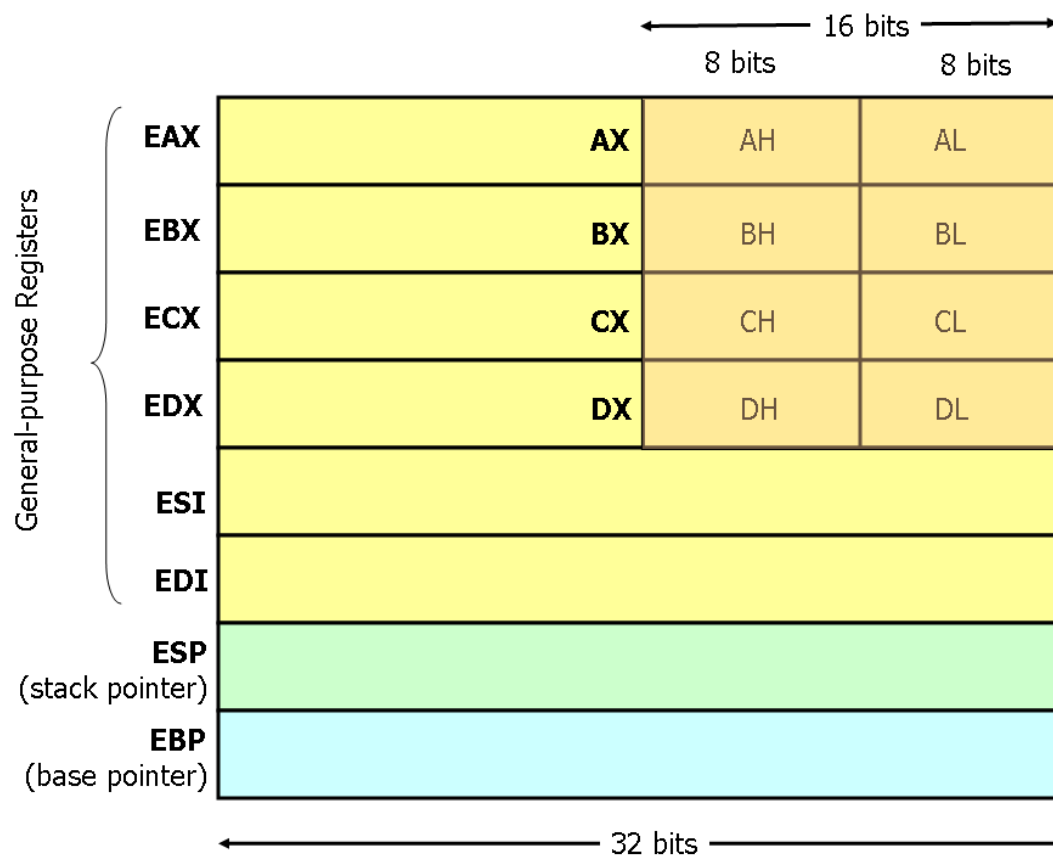 16 bits
8 bits 8 bits
EAX AX AH AL
EBX BX BH BL
ECX CX CH CL
EDX DX DH DL
General-purpose Registers
ESI
EDI
ESP
(stack pointer)
EBP
(base pointer)
32 bits